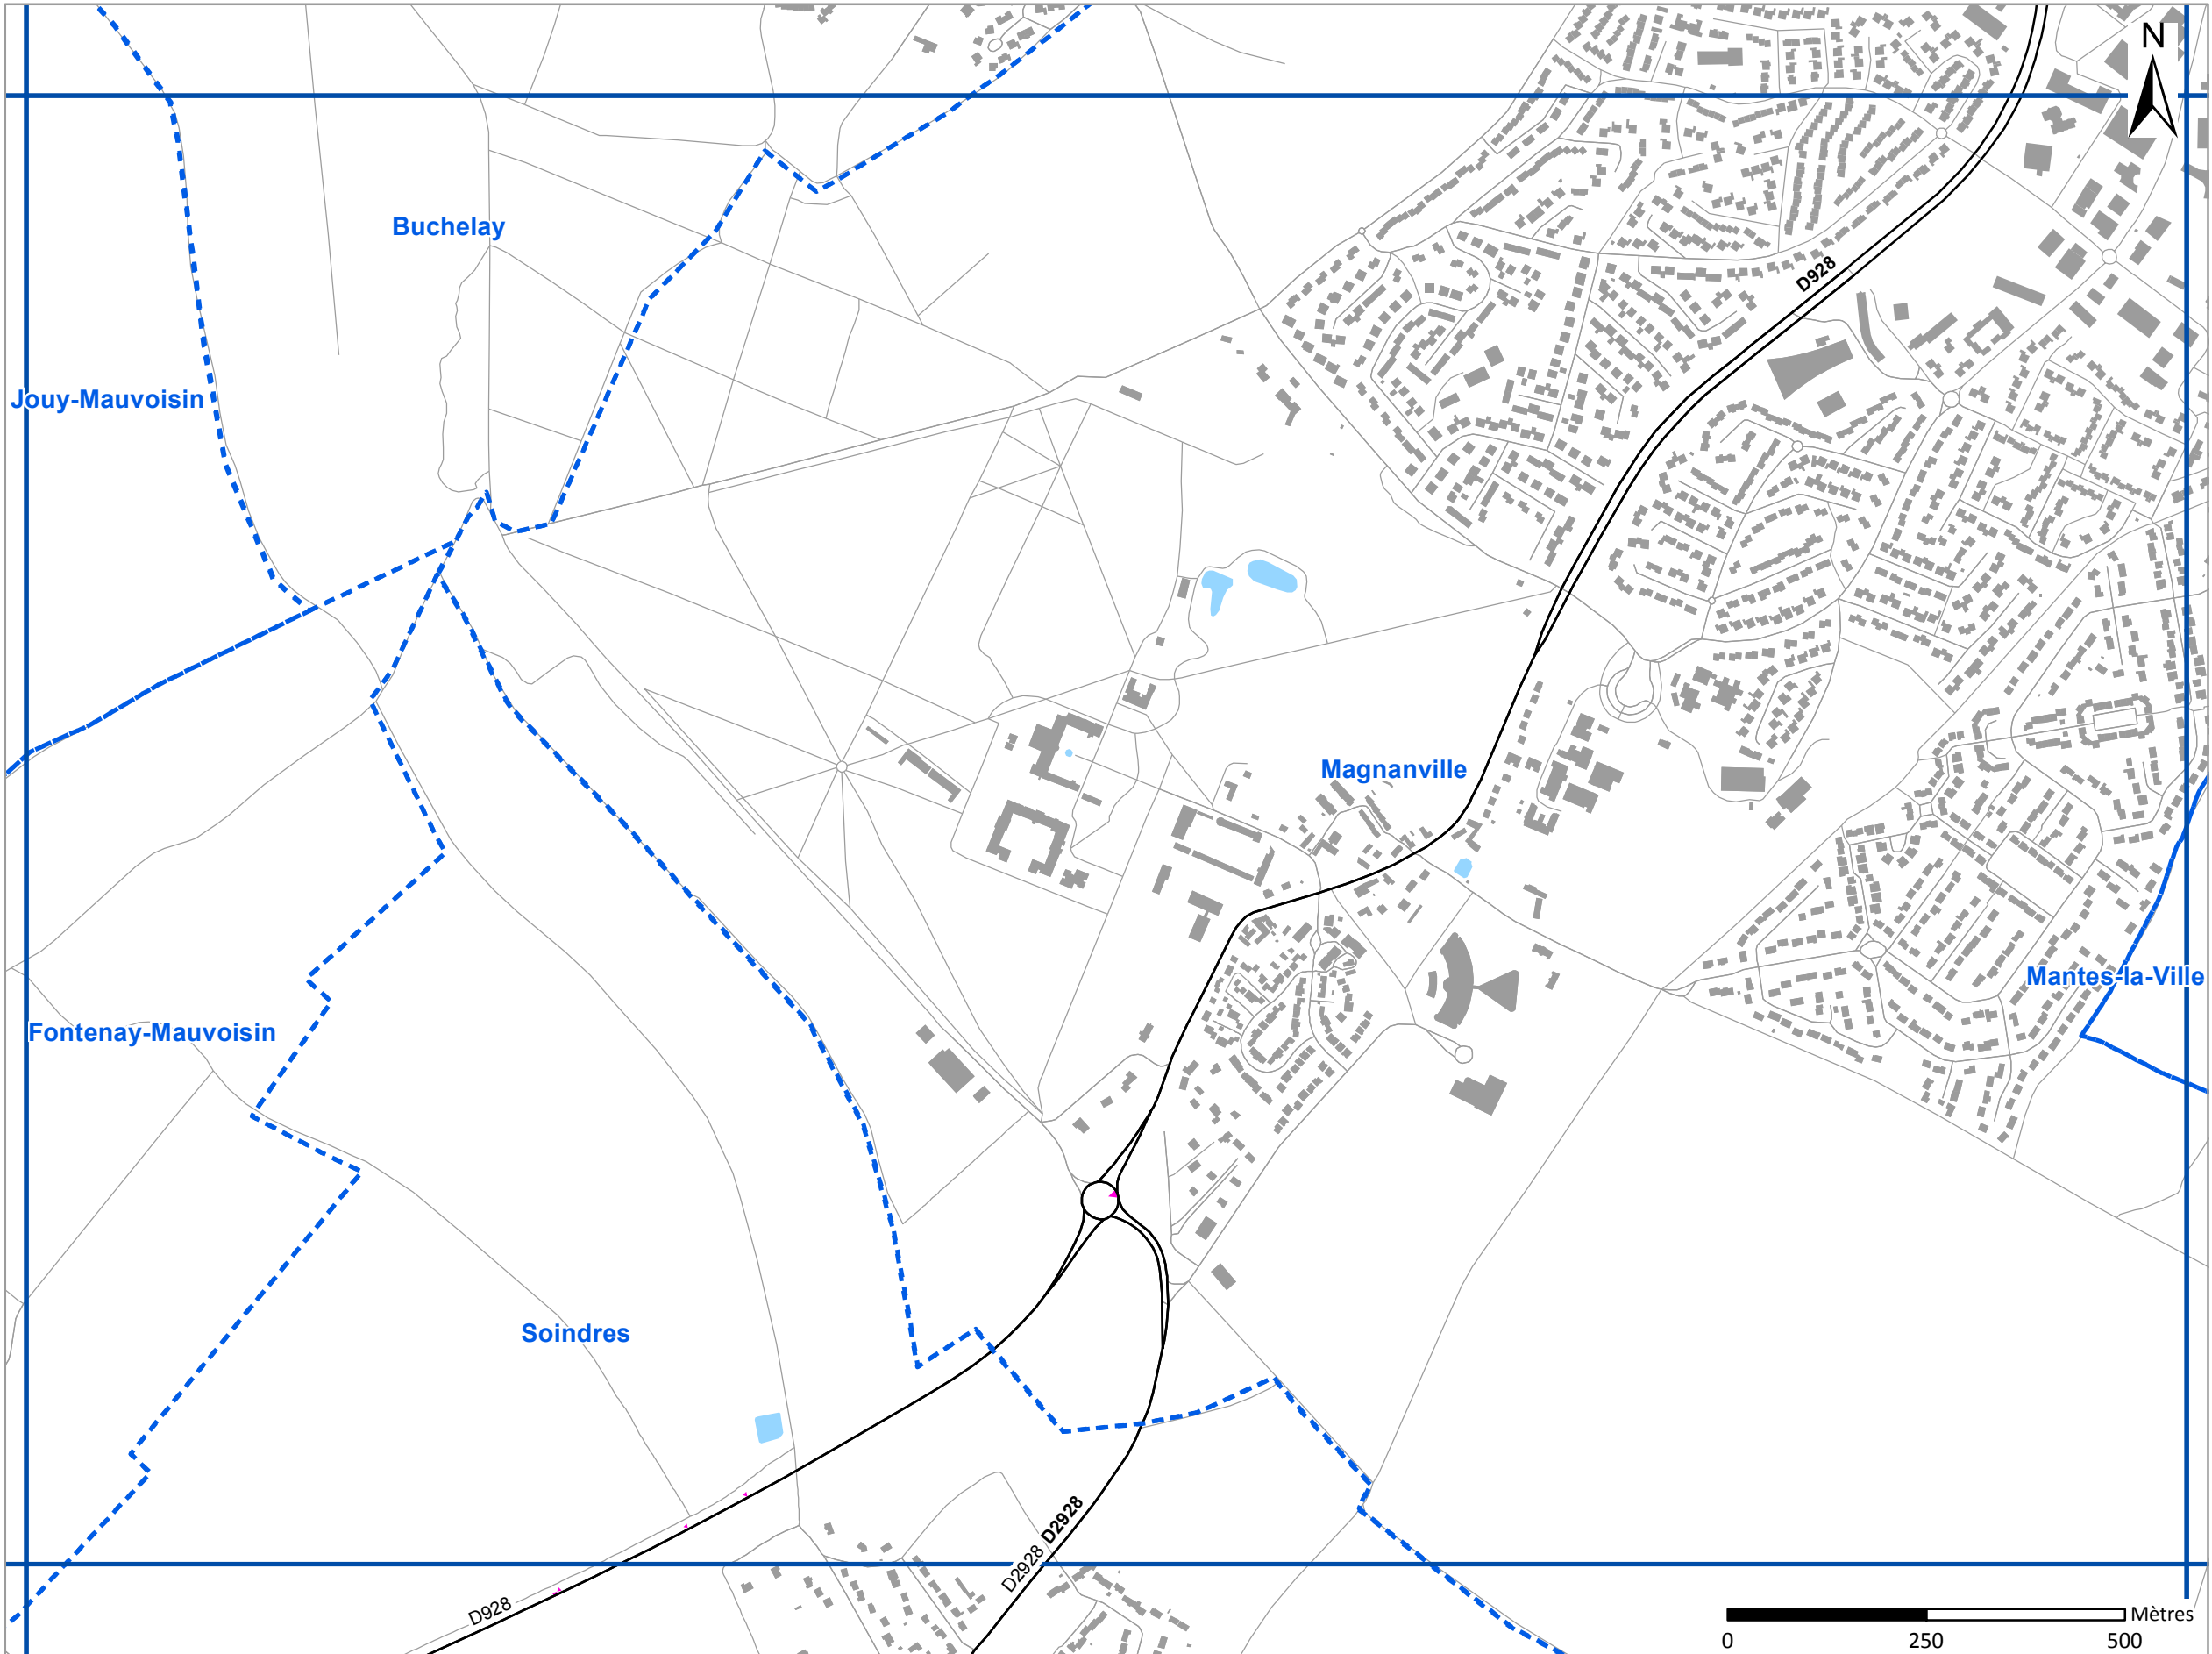 N
Buchelay
D928
Jouy-Mauvoisin
Magnanville
Mantes-la-Ville
Fontenay-Mauvoisin
Soindres
D2928
D2928
D928
Mètres
0 250 500